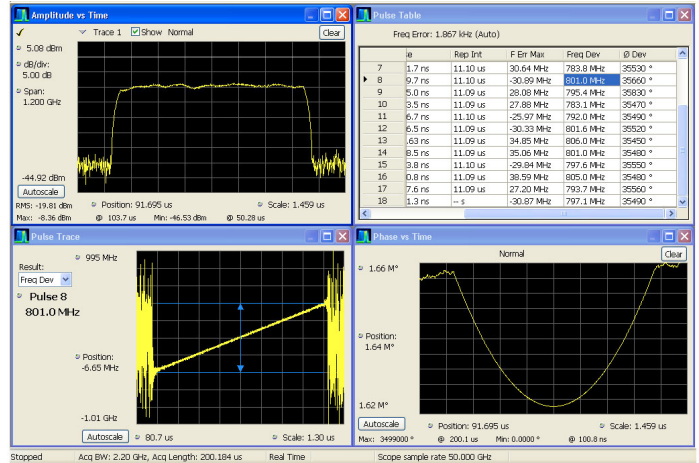 Amplitude vs Time
Trace 1 Show Normal Clear
5.08 dBm
dB/div:
5.00 dB
Span:
1.200 GHz
-44.92 dBm
Autoscale
Position: 91.695 us Scale: 1.459 us
RMS: -19.81 dBm
Max: -8.36 dBm @ 103.7 us Min: -46.53 dBm @ 50.28 us
Pulse Table
Freq Error: 1.867 kHz (Auto)
e Rep Int F Err Max Freq Dev Ø Dev
7 1.7 ns 11.10 us 30.64 MHz 783.8 MHz 35530 °
8 9.7 ns 11.10 us -30.89 MHz 801.0 MHz 35660 °
9 5.0 ns 11.09 us 28.08 MHz 795.4 MHz 35830 °
10 3.5 ns 11.09 us 27.88 MHz 783.1 MHz 35470 °
11 6.7 ns 11.10 us -25.97 MHz 792.0 MHz 35490 °
12 6.5 ns 11.09 us -30.33 MHz 801.6 MHz 35520 °
13 .63 ns 11.09 us 34.85 MHz 806.0 MHz 35480 °
14 8.5 ns 11.09 us 35.06 MHz 801.0 MHz 35480 °
15 3.8 ns 11.10 us -29.84 MHz 797.6 MHz 35550 °
16 0.8 ns 11.09 us 38.59 MHz 805.0 MHz 35480 °
17 7.6 ns 11.09 us 27.20 MHz 793.7 MHz 35560 °
18 1.3 ns -- s -30.87 MHz 797.1 MHz 35490 °
Pulse Trace
Result:
Freq Dev
Pulse 8
801.0 MHz
995 MHz
Position:
-6.65 MHz
-1.01 GHz
Autoscale 80.7 us Scale: 1.30 us
Phase vs Time
Normal Clear
1.66 M°
Position:
1.64 M°
1.62 M°
Autoscale Position: 91.695 us Scale: 1.459 us
Max: 3499000 ° @ 200.1 us Min: 0.0000 ° @ 100.8 ns
Stopped Acq BW: 2.20 GHz, Acq Length: 200.184 us Real Time Scope sample rate 50.000 GHz